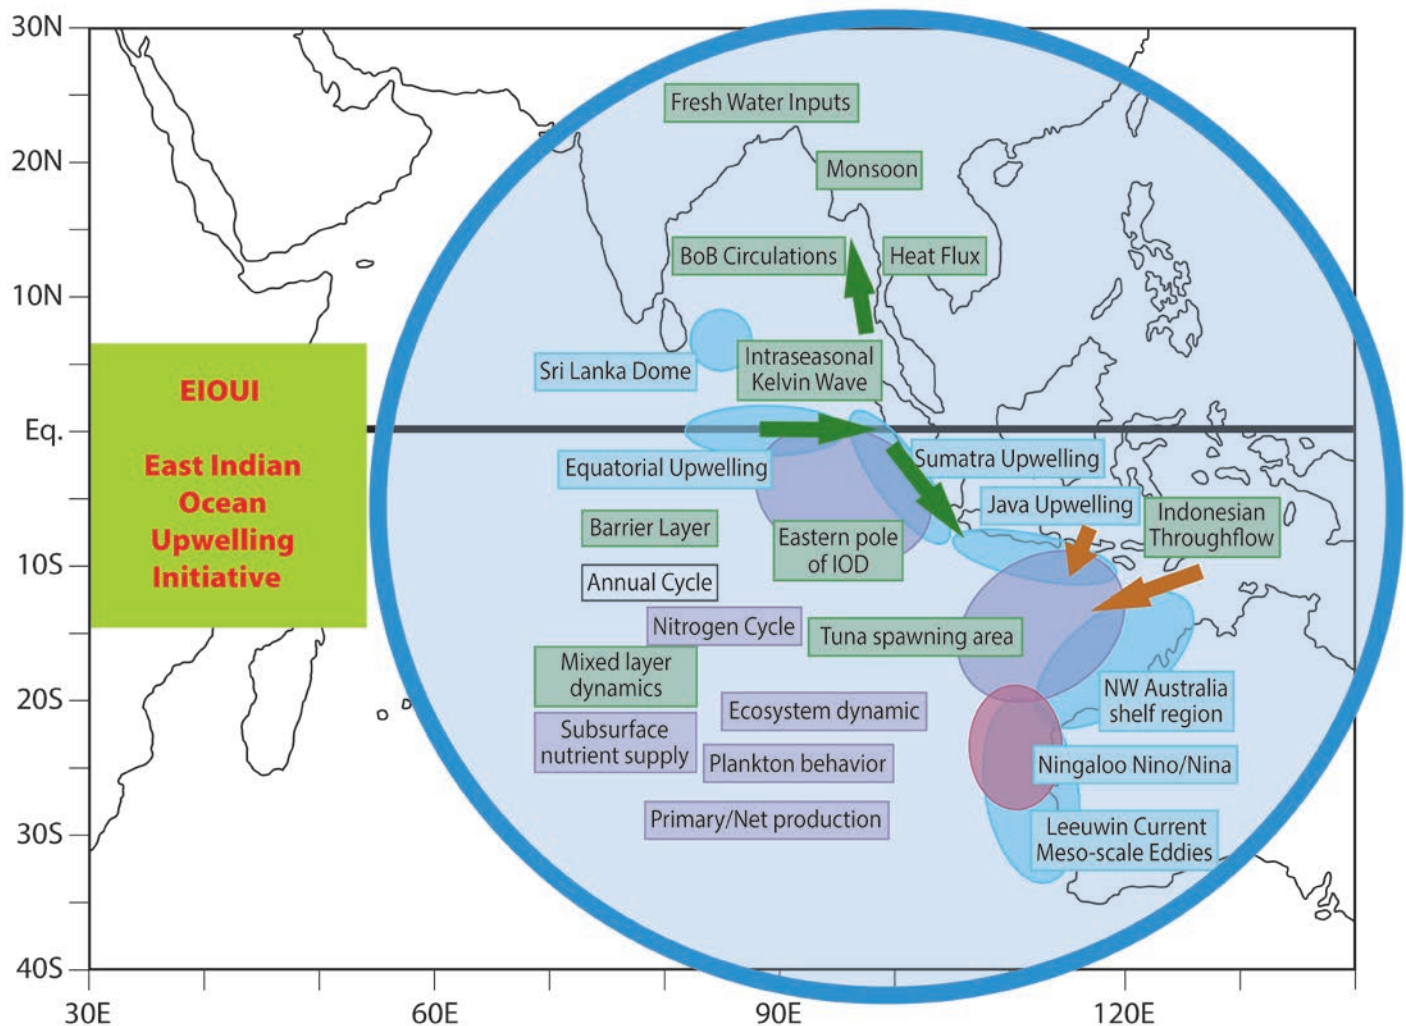 30N
20N
10N
Eq.
10S
20S
30S
40S
30E
60E
90E
120E
EIOUI
East Indian
Ocean
Upwelling
Initiative
Fresh Water Inputs
Monsoon
BoB Circulations
Heat Flux
Sri Lanka Dome
Intraseasonal
Kelvin Wave
Equatorial Upwelling
Sumatra Upwelling
Java Upwelling
Indonesian
Throughflow
Barrier Layer
Eastern pole
of IOD
Annual Cycle
Nitrogen Cycle
Tuna spawning area
Mixed layer
dynamics
NW Australia
shelf region
Ecosystem dynamic
Subsurface
nutrient supply
Plankton behavior
Ningaloo Nino/Nina
Primary/Net production
Leeuwin Current
Meso-scale Eddies